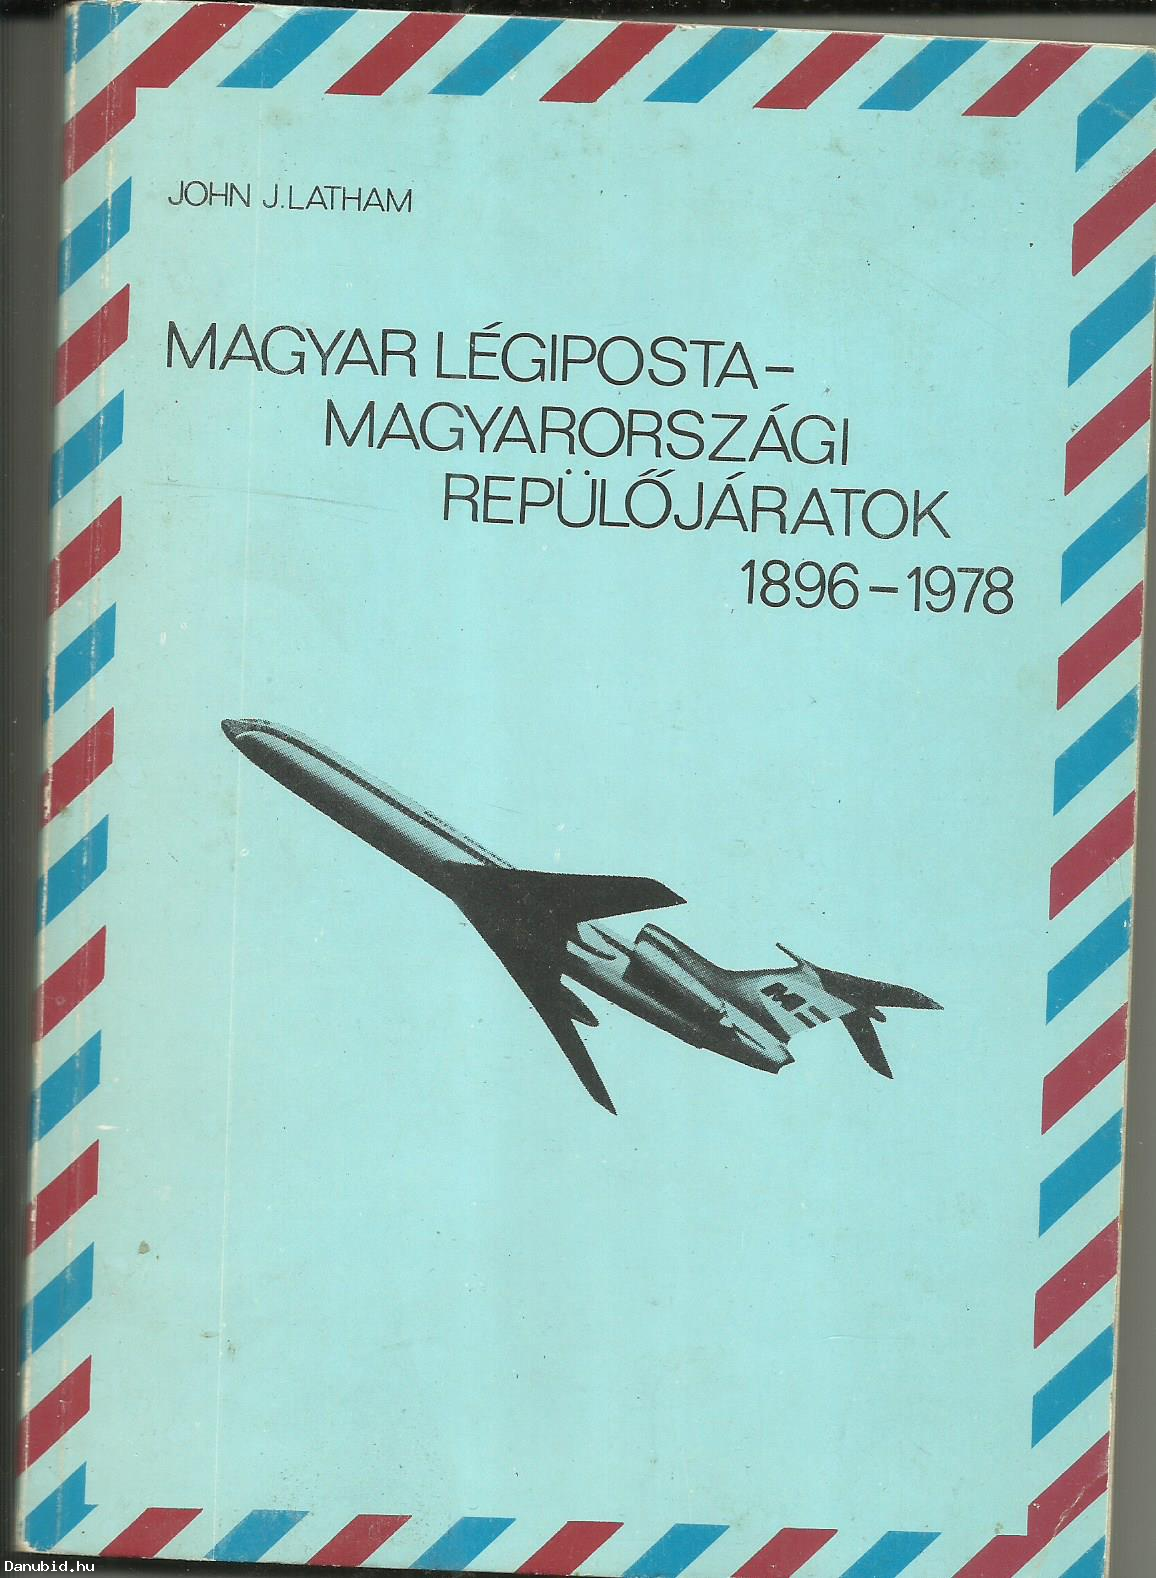 JOHN J. LATHAM
MAGYAR LÉGIPOSTA–
MAGYARORSZÁGI
REPÜLŐJÁRATOK
1896–1978
Danubid.hu